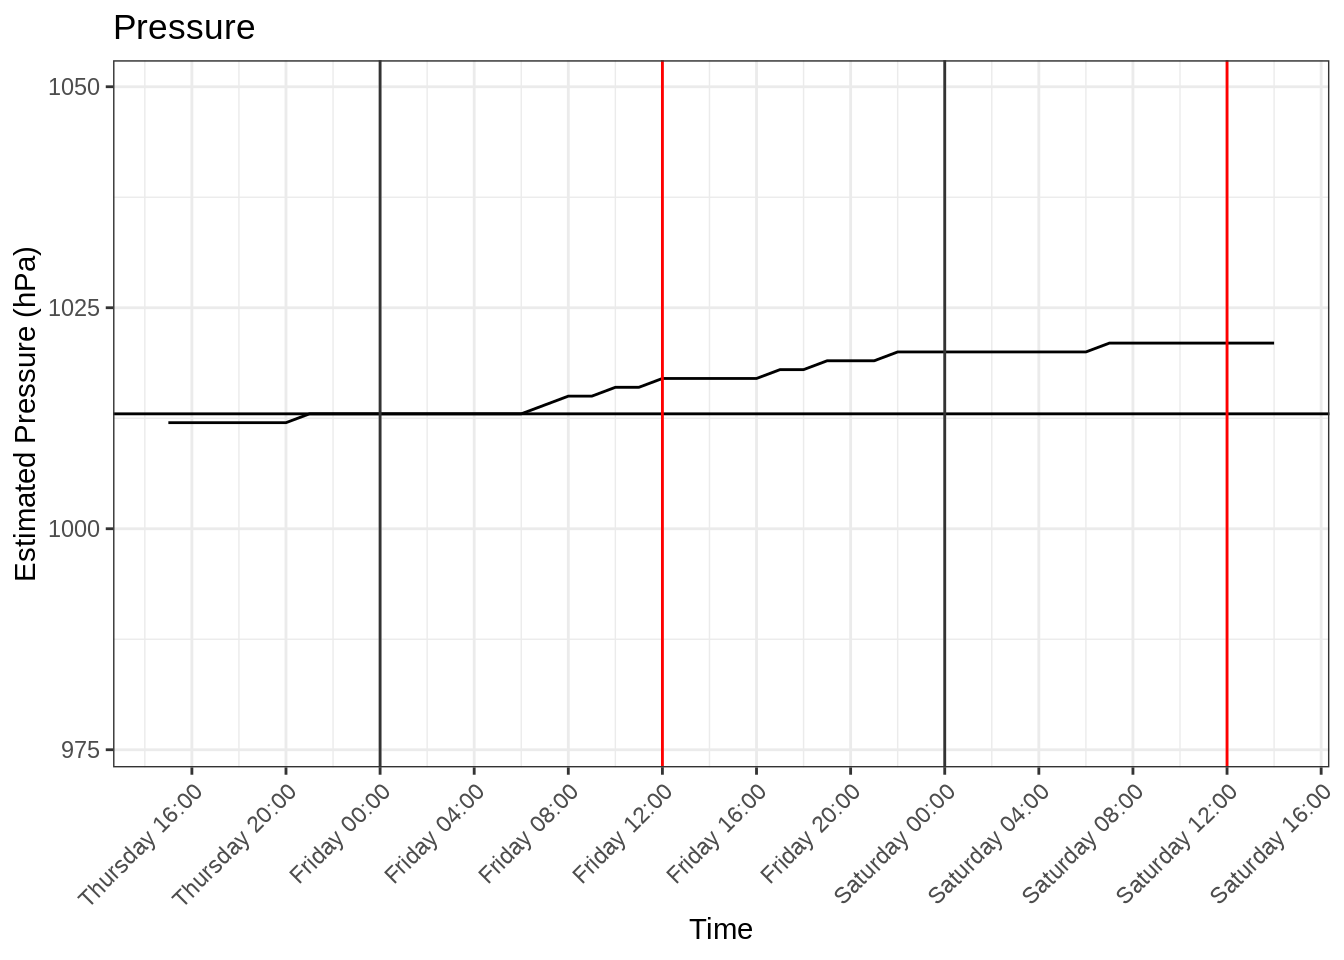 Pressure
Estimated Pressure (hPa)
1050
1025
1000
975
Thursday 16:00
Thursday 20:00
Friday 00:00
Friday 04:00
Friday 08:00
Friday 12:00
Friday 16:00
Friday 20:00
Saturday 00:00
Saturday 04:00
Saturday 08:00
Saturday 12:00
Saturday 16:00
Time